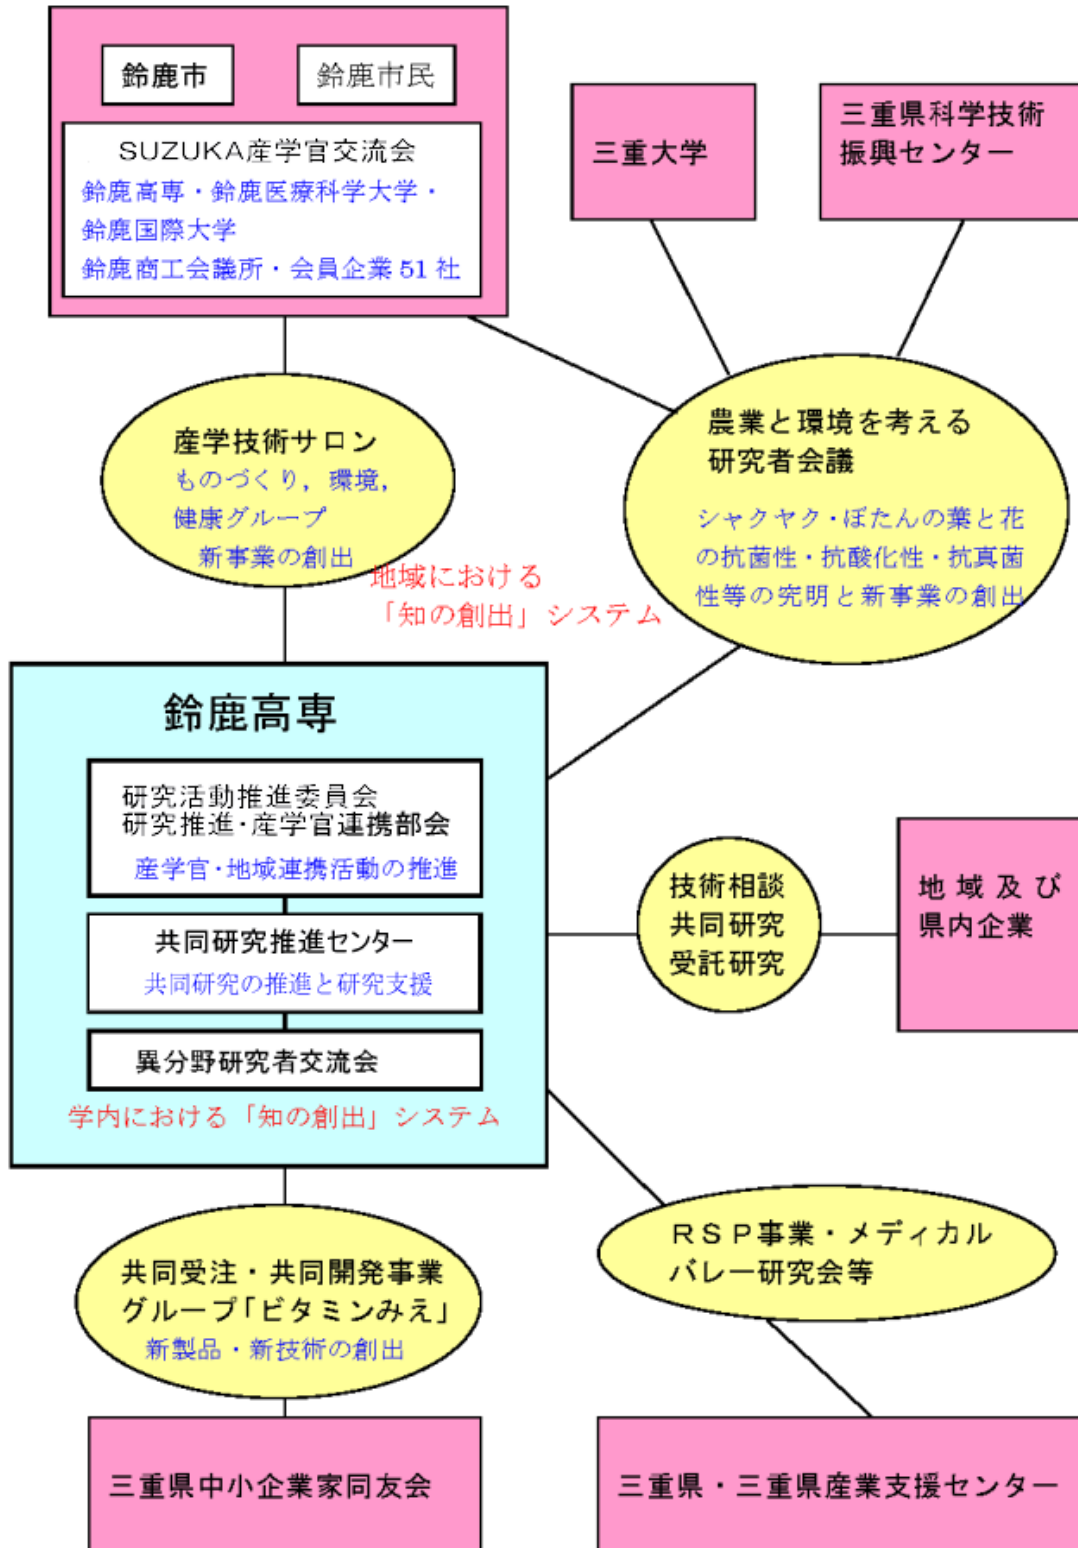 鈴鹿市
鈴鹿市民
SUZUKA産学官交流会
鈴鹿高専・鈴鹿医療科学大学・
鈴鹿国際大学
鈴鹿商工会議所・会員企業 51 社
三重大学
三重県科学技術
振興センター
産学技術サロン
ものづくり，環境，
健康グループ
新事業の創出
農業と環境を考える
研究者会議
シャクヤク・ぼたんの葉と花
の抗菌性・抗酸化性・抗真菌
性等の究明と新事業の創出
地域における
「知の創出」システム
鈴鹿高専
研究活動推進委員会
研究推進・産学官連携部会
産学官・地域連携活動の推進
共同研究推進センター
共同研究の推進と研究支援
異分野研究者交流会
学内における「知の創出」システム
技術相談
共同研究
受託研究
地域及び
県内企業
共同受注・共同開発事業
グループ「ビタミンみえ」
新製品・新技術の創出
ＲＳＰ事業・メディカル
バレー研究会等
三重県中小企業家同友会
三重県・三重県産業支援センター